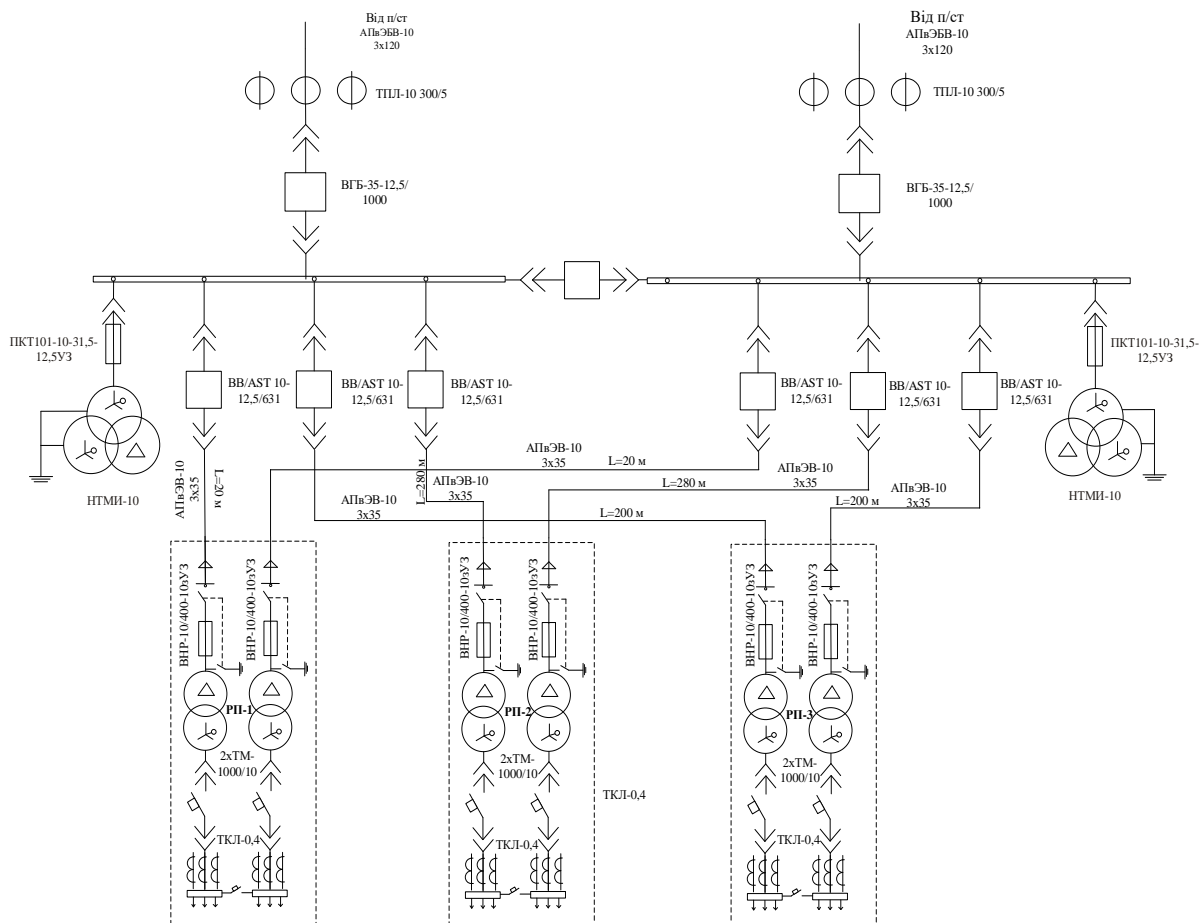 Від п/ст
АПвЭБВ-10
3х120
ТПЛ-10 300/5
ВГБ-35-12,5/
1000
Від п/ст
АПвЭБВ-10
3х120
ТПЛ-10 300/5
ВГБ-35-12,5/
1000
ПКТ101-10-31,5-
12,5УЗ
ВВ/AST 10-
12,5/631
ВВ/AST 10-
12,5/631
ВВ/AST 10-
12,5/631
ВВ/AST 10-
12,5/631
ВВ/AST 10-
12,5/631
ВВ/AST 10-
12,5/631
ПКТ101-10-31,5-
12,5УЗ
НТМИ-10
НТМИ-10
АПвЭВ-10
3х35
L=20 м
АПвЭВ-10
3х35
L=20 м
L=280 м
АПвЭВ-10
3х35
L=280 м
АПвЭВ-10
3х35
АПвЭВ-10
3х35
L=200 м
L=200 м
АПвЭВ-10
3х35
ВНР-10/400-10зУЗ
ВНР-10/400-10зУЗ
ВНР-10/400-10зУЗ
ВНР-10/400-10зУЗ
ВНР-10/400-10зУЗ
ВНР-10/400-10зУЗ
РП-1
РП-2
РП-3
2хТМ-
1000/10
2хТМ-
1000/10
2хТМ-
1000/10
ТКЛ-0,4
ТКЛ-0,4
ТКЛ-0,4
ТКЛ-0,4